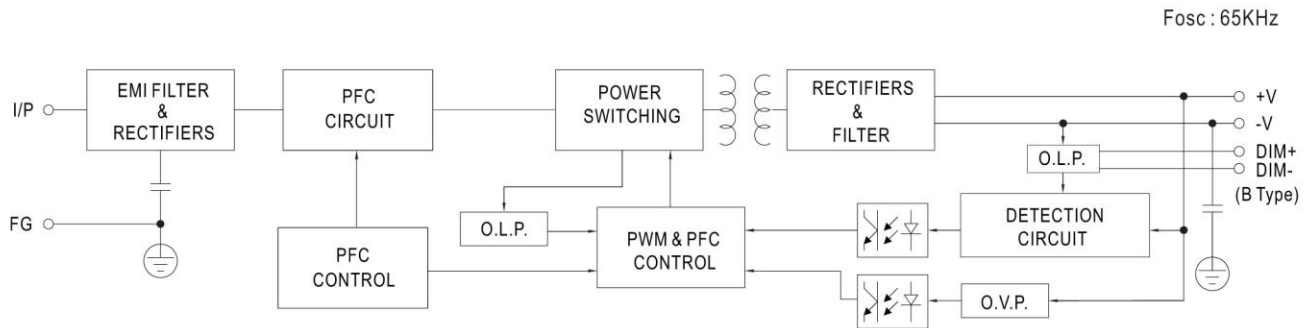 Fosc : 65KHz
I/P
EMI FILTER
&
RECTIFIERS
PFC
CIRCUIT
POWER
SWITCHING
RECTIFIERS
&
FILTER
+V
-V
DIM+
DIM-
(B Type)
O.L.P.
FG
O.L.P.
PFC
CONTROL
PWM & PFC
CONTROL
DETECTION
CIRCUIT
O.V.P.